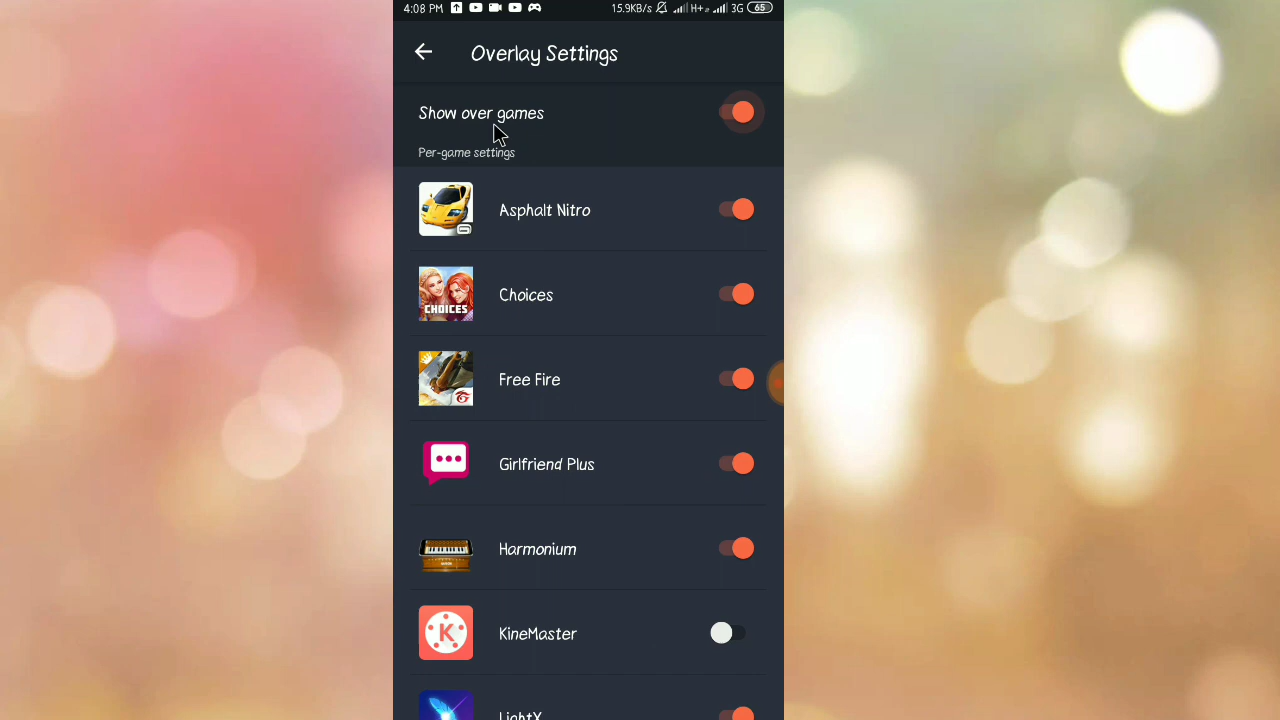 4:08 PM 15.9KB/s H+ 3G 65
Overlay Settings
Show over games
Per-game settings
Asphalt Nitro
CHOICES
Choices
Free Fire
Girlfriend Plus
Harmonium
K
KineMaster
LightX